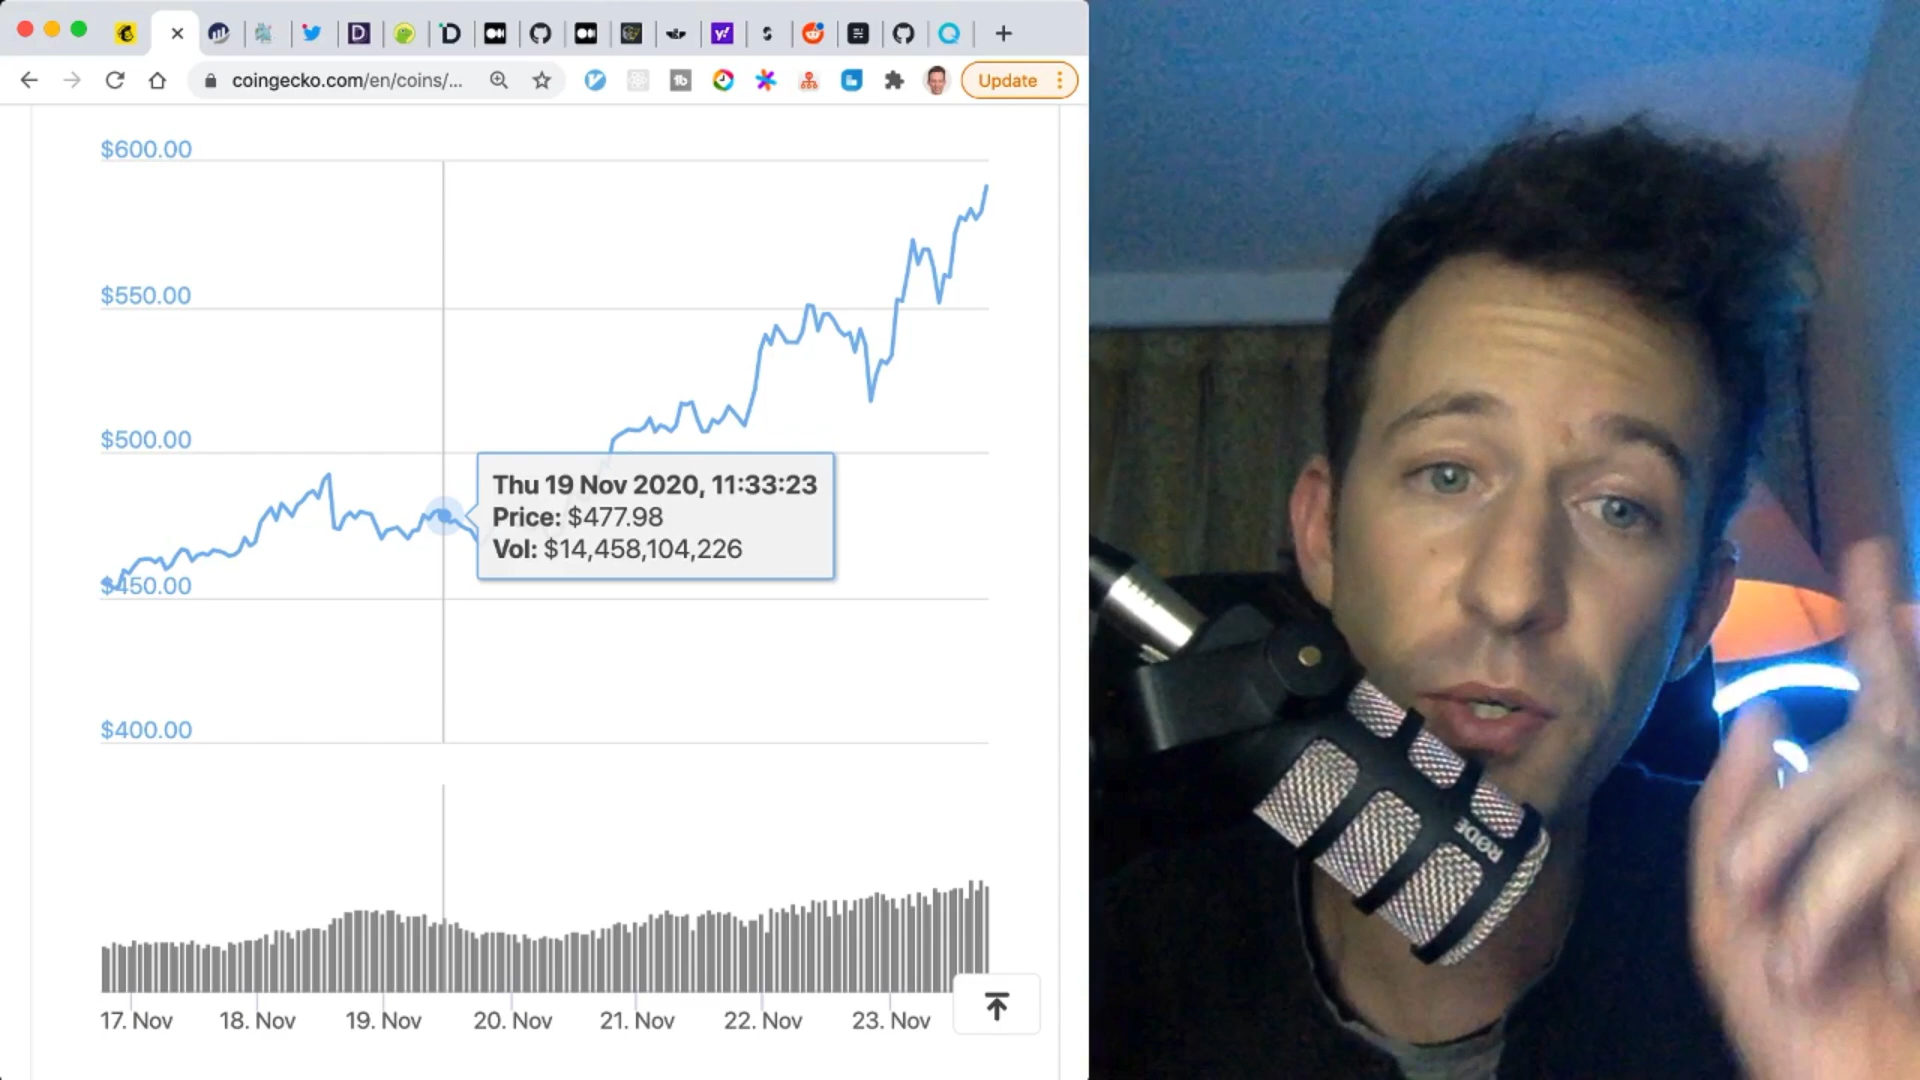 coingecko.com/en/coins/...
Update
$600.00
$550.00
$500.00
Thu 19 Nov 2020, 11:33:23
Price: $477.98
Vol: $14,458,104,226
$450.00
$400.00
17. Nov
18. Nov
19. Nov
20. Nov
21. Nov
22. Nov
23. Nov
RØDE